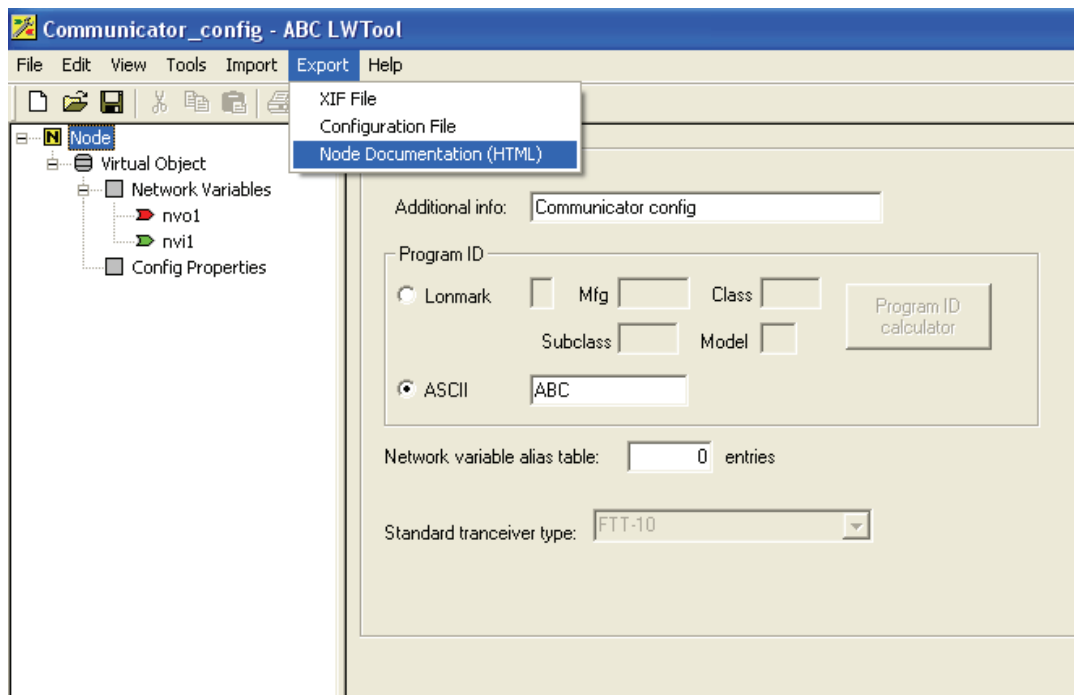 Communicator_config - ABC LWTool
File Edit View Tools Import Export Help
XIF File
Configuration File
Node Documentation (HTML)
N Node
Virtual Object
Network Variables
nvo1
nvi1
Config Properties
Additional info: Communicator config
Program ID
Lonmark Mfg Class Program ID calculator
Subclass Model
ASCII ABC
Network variable alias table: 0 entries
Standard tranceiver type: FTT-10